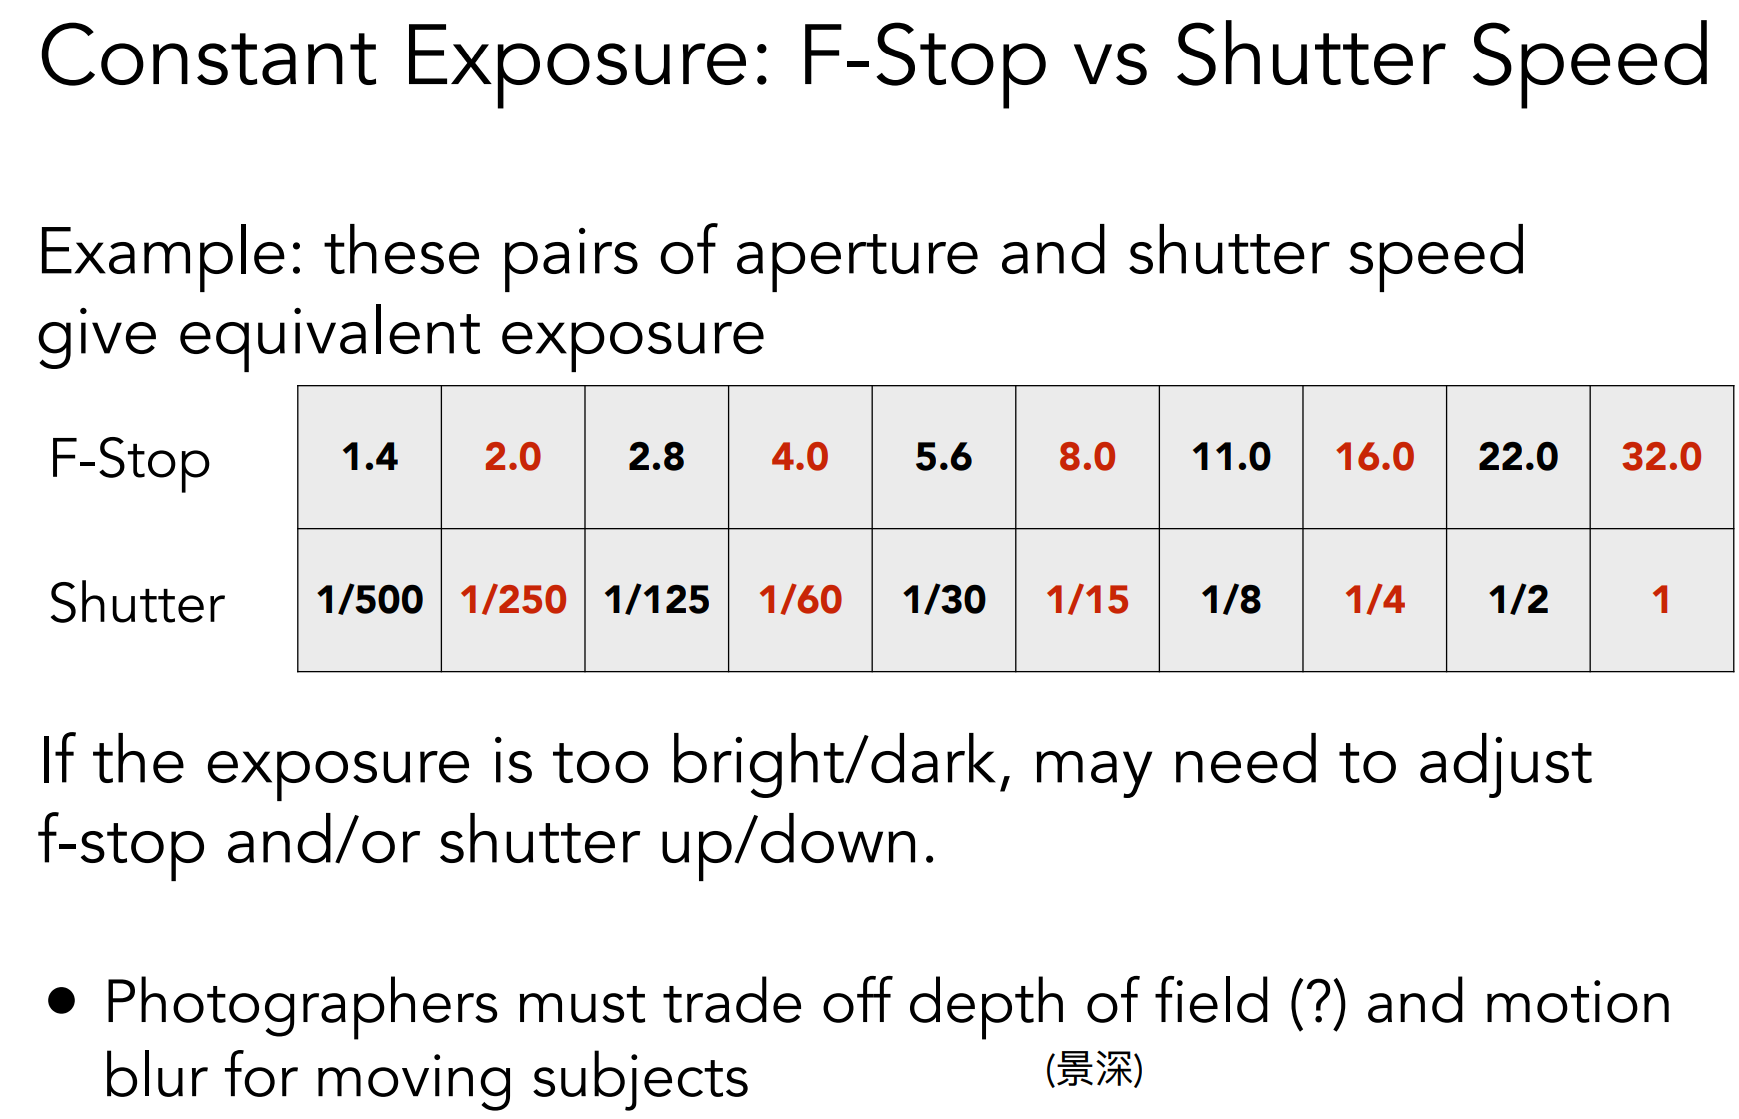 Constant Exposure: F-Stop vs Shutter Speed
Example: these pairs of aperture and shutter speed
give equivalent exposure
F-Stop 1.4 2.0 2.8 4.0 5.6 8.0 11.0 16.0 22.0 32.0
Shutter 1/500 1/250 1/125 1/60 1/30 1/15 1/8 1/4 1/2 1
If the exposure is too bright/dark, may need to adjust
f-stop and/or shutter up/down.
• Photographers must trade off depth of field (?) and motion
blur for moving subjects
(景深)